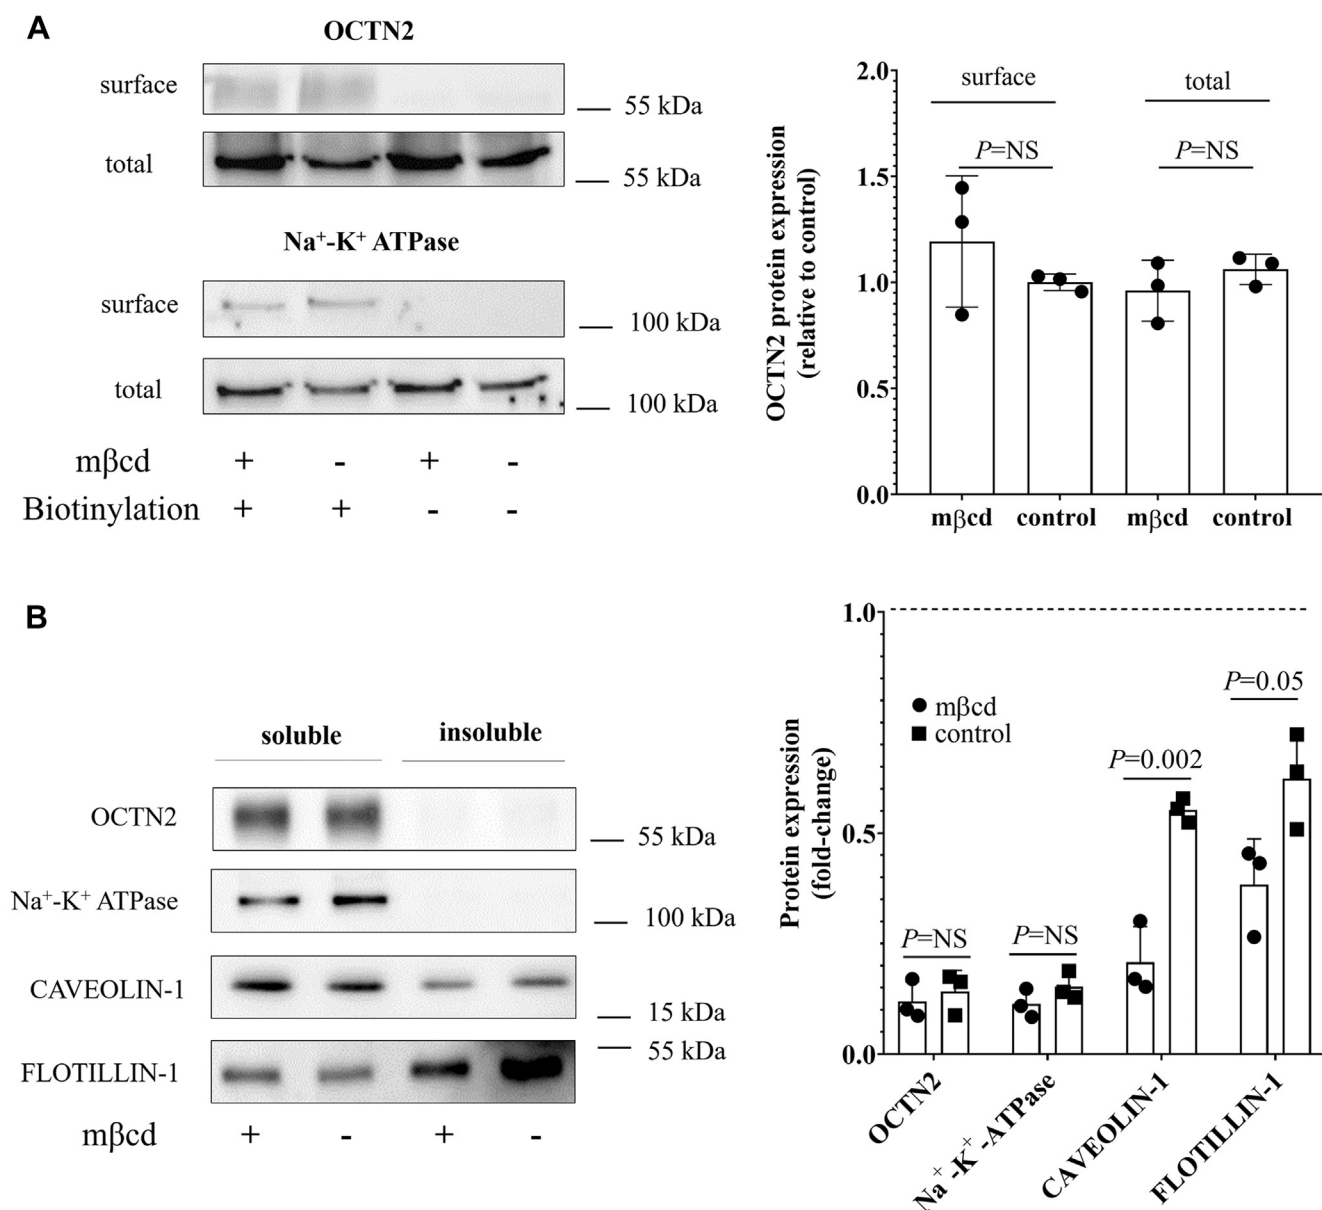 A
OCTN2
surface
55 kDa
total
55 kDa
Na⁺-K⁺ ATPase
surface
100 kDa
total
100 kDa
mβcd + - + -
Biotinylation + + - -
OCTN2 protein expression
(relative to control)
2.0
1.5
1.0
0.5
0.0
surface
total
P=NS
P=NS
mβcd control mβcd control
B
soluble insoluble
OCTN2
55 kDa
Na⁺-K⁺ ATPase
100 kDa
CAVEOLIN-1
15 kDa
55 kDa
FLOTILLIN-1
mβcd + - + -
Protein expression
(fold-change)
1.0
0.5
0.0
mβcd
control
P=NS
P=NS
P=0.002
P=0.05
OCTN2
Na⁺-K⁺-ATPase
CAVEOLIN-1
FLOTILLIN-1